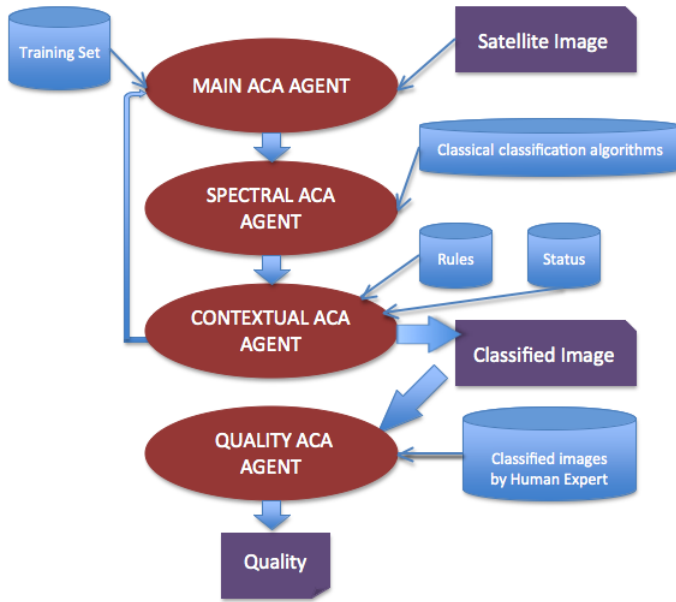 Training Set
Satellite Image
MAIN ACA AGENT
Classical classification algorithms
SPECTRAL ACA
AGENT
Rules
Status
CONTEXTUAL ACA
AGENT
Classified Image
QUALITY ACA
AGENT
Classified images
by Human Expert
Quality